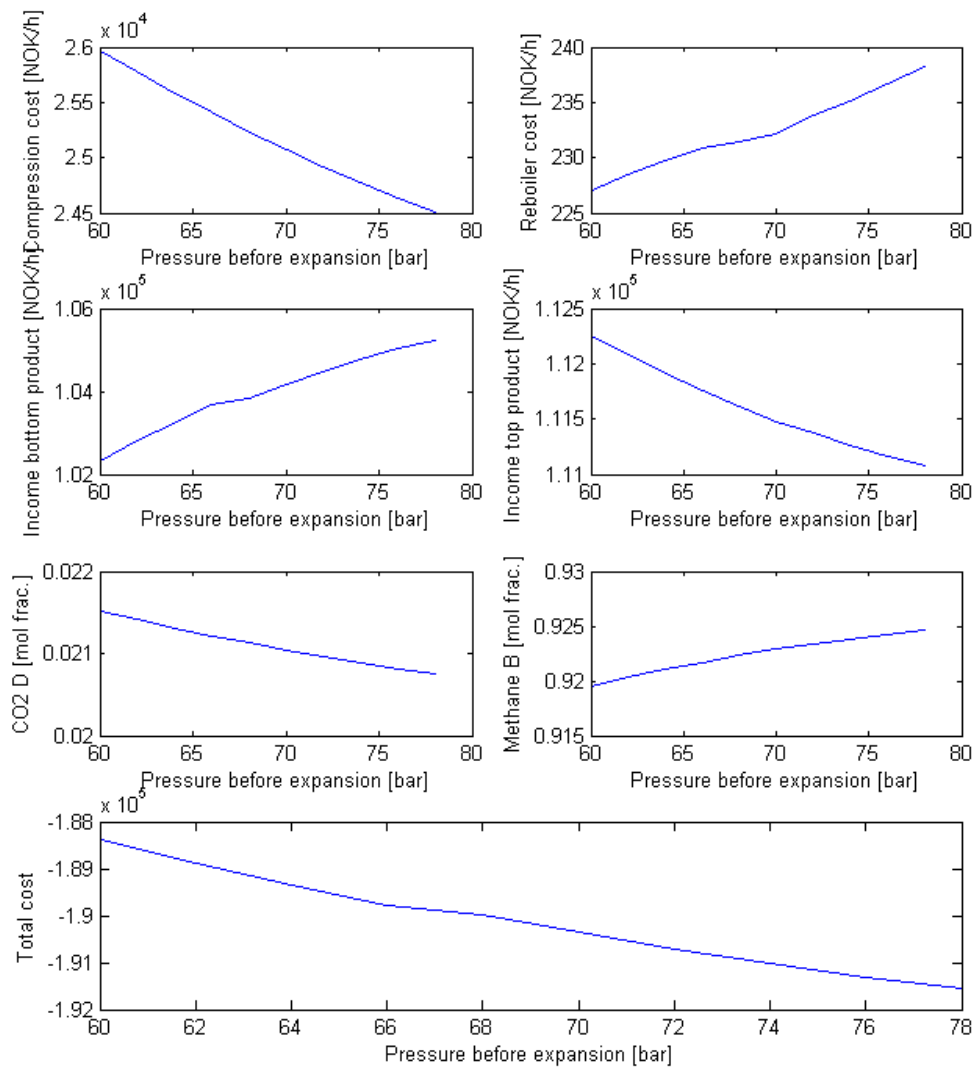 x 10^4
Compression cost [NOK/h]
2.6
2.55
2.5
2.45
60 65 70 75 80
Pressure before expansion [bar]
Reboiler cost [NOK/h]
240
235
230
225
60 65 70 75 80
Pressure before expansion [bar]
x 10^5
Income bottom product [NOK/h]
1.06
1.04
1.02
60 65 70 75 80
Pressure before expansion [bar]
x 10^5
Income top product [NOK/h]
1.125
1.12
1.115
1.11
60 65 70 75 80
Pressure before expansion [bar]
CO2 D [mol frac.]
0.022
0.021
0.02
60 65 70 75 80
Pressure before expansion [bar]
Methane B [mol frac.]
0.93
0.925
0.92
0.915
60 65 70 75 80
Pressure before expansion [bar]
x 10^5
Total cost
-1.88
-1.89
-1.9
-1.91
-1.92
60 62 64 66 68 70 72 74 76 78
Pressure before expansion [bar]